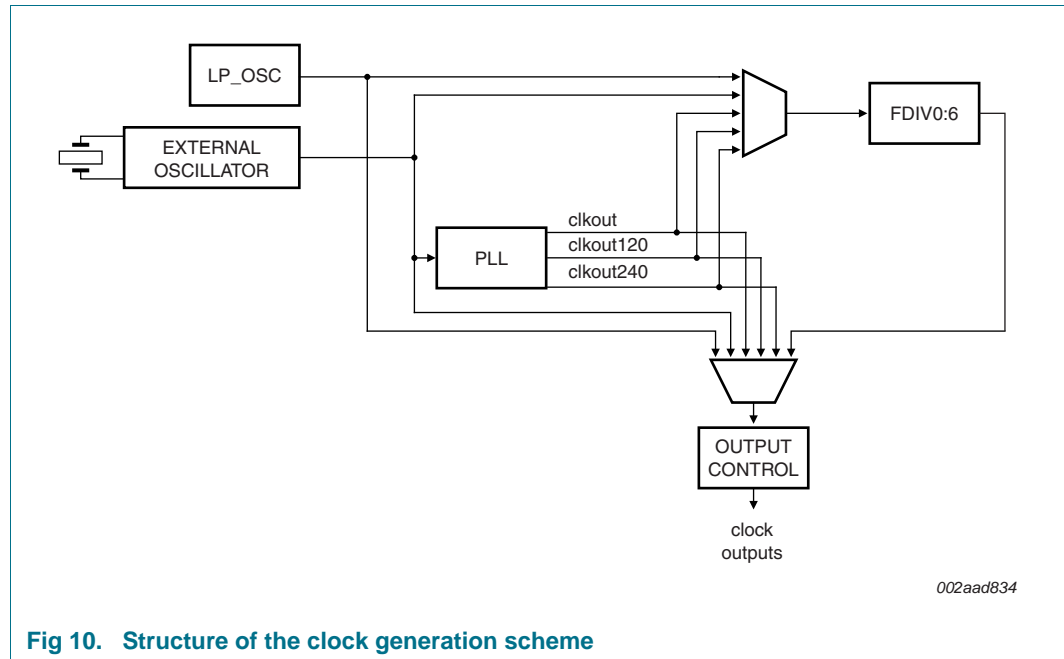 LP_OSC
EXTERNAL
OSCILLATOR
FDIV0:6
PLL
clkout
clkout120
clkout240
OUTPUT
CONTROL
clock
outputs
002aad834
Fig 10. Structure of the clock generation scheme